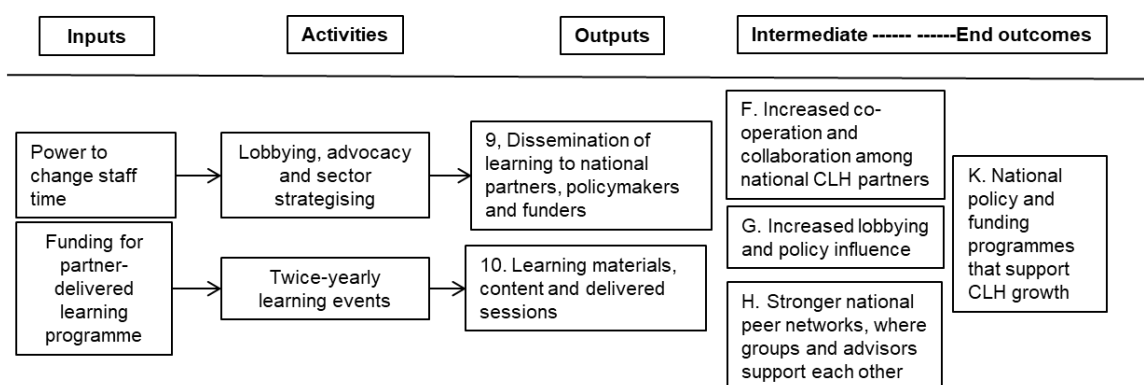 Inputs
Activities
Outputs
Intermediate ------ ------End outcomes
Power to
change staff
time
Lobbying, advocacy
and sector
strategising
9, Dissemination of
learning to national
partners, policymakers
and funders
F. Increased co-
operation and
collaboration among
national CLH partners
K. National
policy and
funding
programmes
that support
CLH growth
G. Increased lobbying
and policy influence
Funding for
partner-
delivered
learning
programme
Twice-yearly
learning events
10. Learning materials,
content and delivered
sessions
H. Stronger national
peer networks, where
groups and advisors
support each other